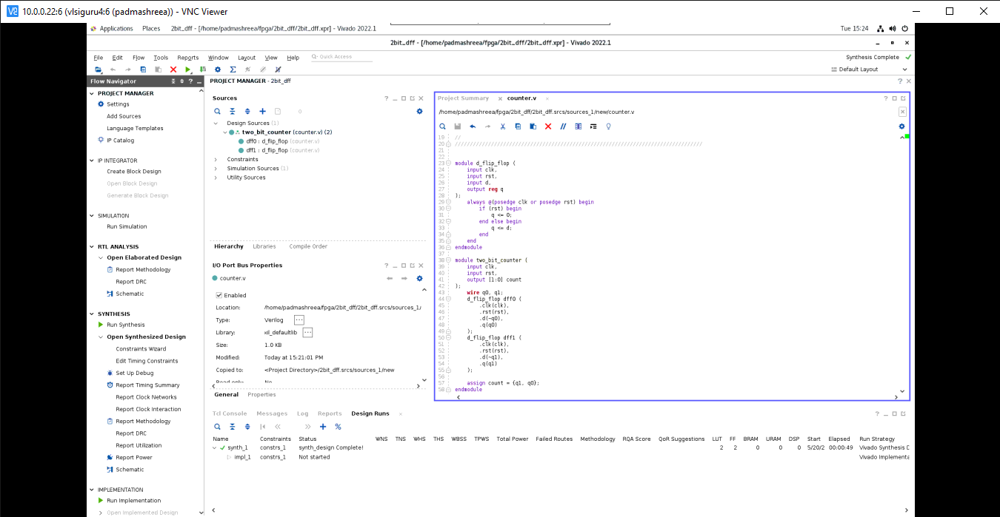 10.0.0.22:6 (vlsiguru4:6 (padmashreea)) - VNC Viewer
Applications Places 2bit_dff - [/home/padmashreea/fpga/2bit_dff/2bit_dff.xpr] - Vivado 2022.1 Tue 15:24
2bit_dff - [/home/padmashreea/fpga/2bit_dff/2bit_dff.xpr] - Vivado 2022.1
File Edit Flow Tools Reports Window Layout View Help Quick Access Synthesis Complete
Default Layout
Flow Navigator
PROJECT MANAGER
Settings
Add Sources
Language Templates
IP Catalog
IP INTEGRATOR
Create Block Design
Open Block Design
Generate Block Design
SIMULATION
Run Simulation
RTL ANALYSIS
Open Elaborated Design
Report Methodology
Report DRC
Schematic
SYNTHESIS
Run Synthesis
Open Synthesized Design
Constraints Wizard
Edit Timing Constraints
Set Up Debug
Report Timing Summary
Report Clock Networks
Report Clock Interaction
Report Methodology
Report DRC
Report Utilization
Report Power
Schematic
IMPLEMENTATION
Run Implementation
Open Implemented Design
PROJECT MANAGER - 2bit_dff
Sources
0
Design Sources (1)
two_bit_counter (counter.v) (2)
dff0 : d_flip_flop (counter.v)
dff1 : d_flip_flop (counter.v)
Constraints
Simulation Sources (1)
Utility Sources
Hierarchy Libraries Compile Order
I/O Port Bus Properties
counter.v
Enabled
Location: /home/padmashreea/fpga/2bit_dff/2bit_dff.srcs/sources_1/
Type: Verilog
Library: xil_defaultlib
Size: 1.0 KB
Modified: Today at 15:21:01 PM
Copied to: <Project Directory>/2bit_dff.srcs/sources_1/new
Read-only: No
General Properties
Project Summary counter.v
/home/padmashreea/fpga/2bit_dff/2bit_dff.srcs/sources_1/new/counter.v
19 //
20 //////////////////////////////////////////////////////////////////////////////////
21
22
23 module d_flip_flop (
24 input clk,
25 input rst,
26 input d,
27 output reg q
28 );
29 always @(posedge clk or posedge rst) begin
30 if (rst) begin
31 q <= 0;
32 end else begin
33 q <= d;
34 end
35 end
36 endmodule
37
38 module two_bit_counter (
39 input clk,
40 input rst,
41 output [1:0] count
42 );
43 wire q0, q1;
44 d_flip_flop dff0 (
45 .clk(clk),
46 .rst(rst),
47 .d(~q0),
48 .q(q0)
49 );
50 d_flip_flop dff1 (
51 .clk(clk),
52 .rst(rst),
53 .d(~q1),
54 .q(q1)
55 );
56
57 assign count = {q1, q0};
58 endmodule
Tcl Console Messages Log Reports Design Runs
Name Constraints Status WNS TNS WHS THS WBSS TPWS Total Power Failed Routes Methodology RQA Score QoR Suggestions LUT FF BRAM URAM DSP Start Elapsed Run Strategy
synth_1 constrs_1 synth_design Complete! 2 2 0 0 0 5/20/2 00:00:49 Vivado Synthesis D
impl_1 constrs_1 Not started Vivado Implementa